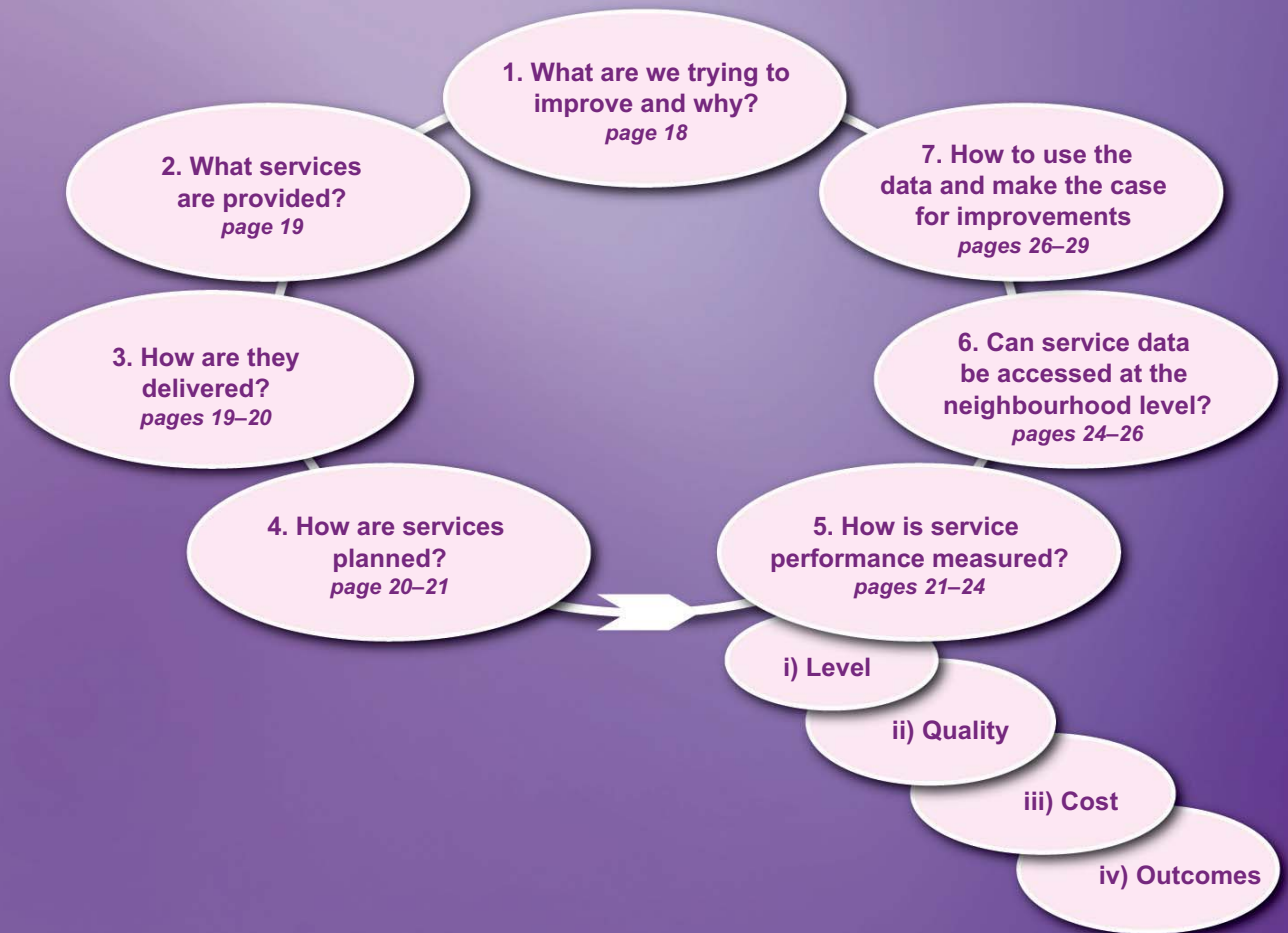 1. What are we trying to
improve and why?
page 18
2. What services
are provided?
page 19
3. How are they
delivered?
pages 19–20
4. How are services
planned?
page 20–21
5. How is service
performance measured?
pages 21–24
i) Level
ii) Quality
iii) Cost
iv) Outcomes
6. Can service data
be accessed at the
neighbourhood level?
pages 24–26
7. How to use the
data and make the case
for improvements
pages 26–29